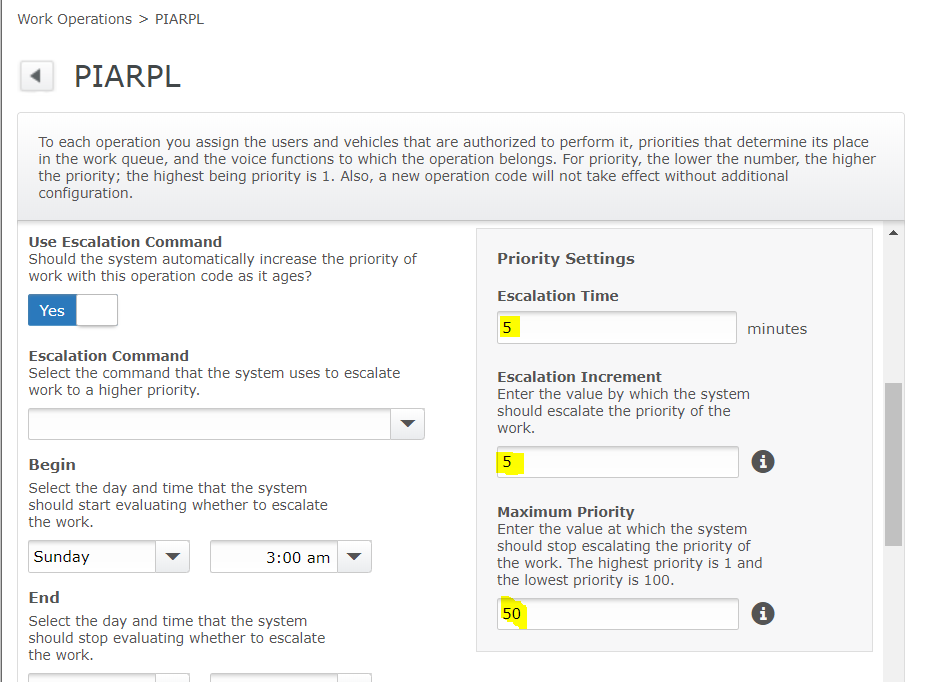 Work Operations > PIARPL
PIARPL
To each operation you assign the users and vehicles that are authorized to perform it, priorities that determine its place
in the work queue, and the voice functions to which the operation belongs. For priority, the lower the number, the higher
the priority; the highest being priority is 1. Also, a new operation code will not take effect without additional
configuration.
Use Escalation Command
Should the system automatically increase the priority of
work with this operation code as it ages?
Yes
Escalation Command
Select the command that the system uses to escalate
work to a higher priority.
Begin
Select the day and time that the system
should start evaluating whether to escalate
the work.
Sunday
3:00 am
End
Select the day and time that the system
should stop evaluating whether to escalate
the work.
Priority Settings
Escalation Time
5
minutes
Escalation Increment
Enter the value by which the system
should escalate the priority of the
work.
5
Maximum Priority
Enter the value at which the system
should stop escalating the priority of
the work. The highest priority is 1 and
the lowest priority is 100.
50